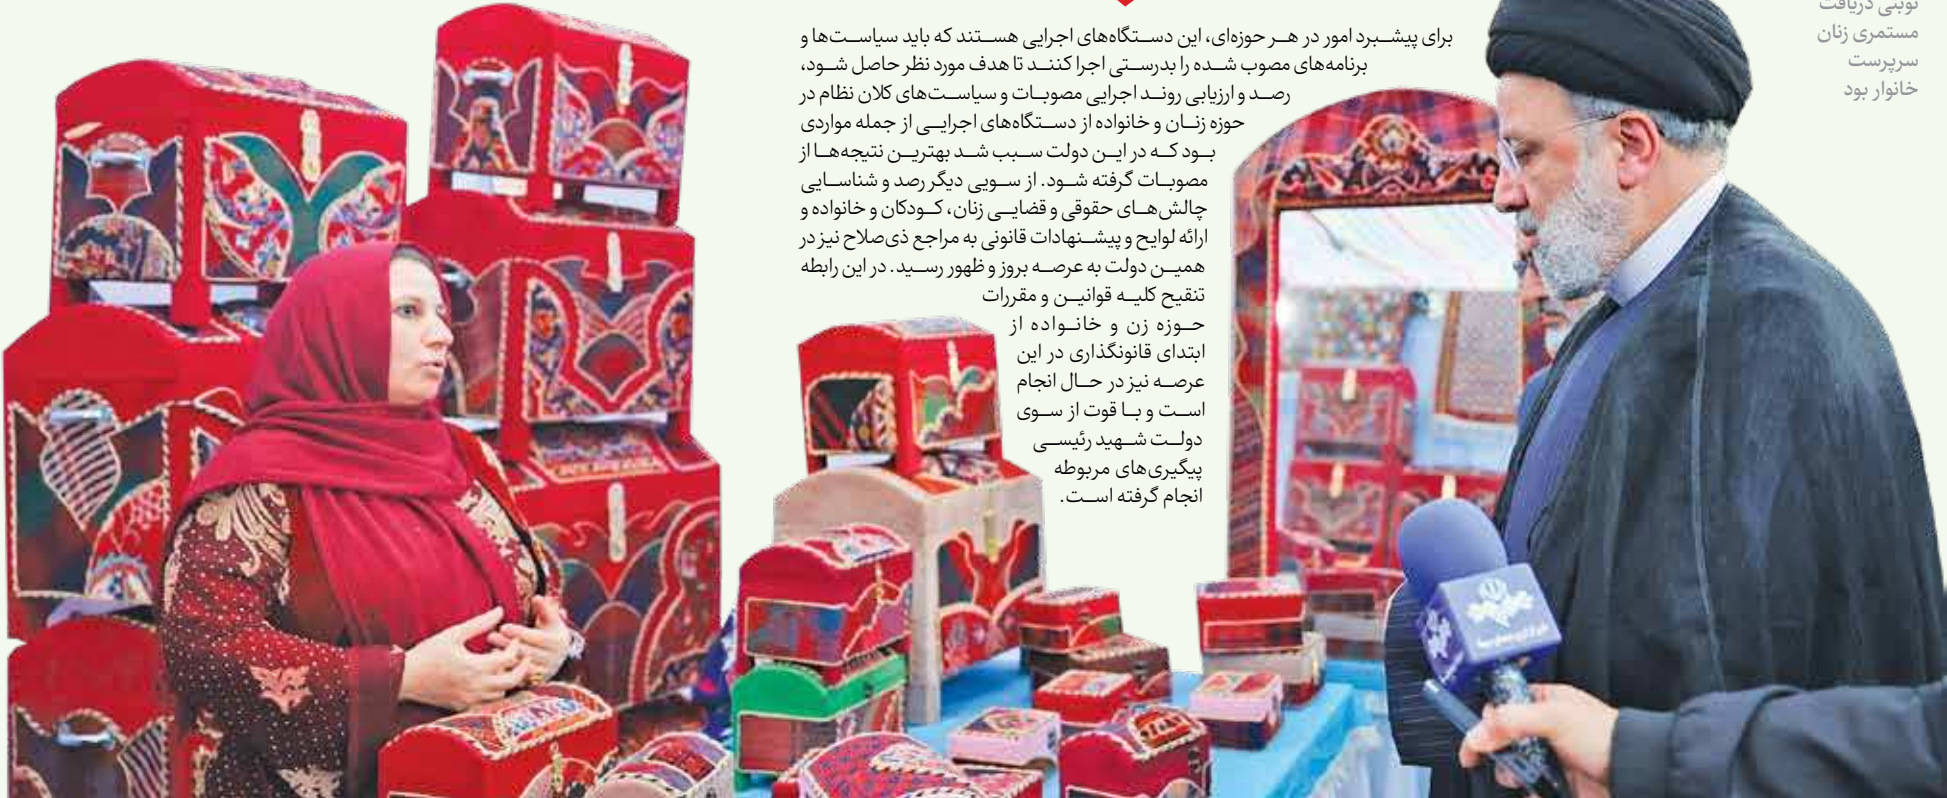 نوبتی دریافت
مستمری زنان
سرپرست
خانوار بود
برای پیشبرد امور در هر حوزه‌ای، این دستگاه‌های اجرایی هستند که باید سیاست‌ها و
برنامه‌های مصوب شده را بدرستی اجرا کنند تا هدف مورد نظر حاصل شود،
رصد و ارزیابی روند اجرایی مصوبات و سیاست‌های کلان نظام در
حوزه زنان و خانواده از دستگاه‌های اجرایی از جمله مواردی
بود که در این دولت سبب شد بهترین نتیجه‌ها از
مصوبات گرفته شود. از سویی دیگر رصد و شناسایی
چالش‌های حقوقی و قضایی زنان، کودکان و خانواده و
ارائه لوایح و پیشنهادات قانونی به مراجع ذی‌صلاح نیز در
همین دولت به عرصه بروز و ظهور رسید. در این رابطه
تنقیح کلیه قوانین و مقررات
حوزه زن و خانواده از
ابتدای قانونگذاری در این
عرصه نیز در حال انجام
است و با قوت از سوی
دولت شهید رئیسی
پیگیری‌های مربوطه
انجام گرفته است.